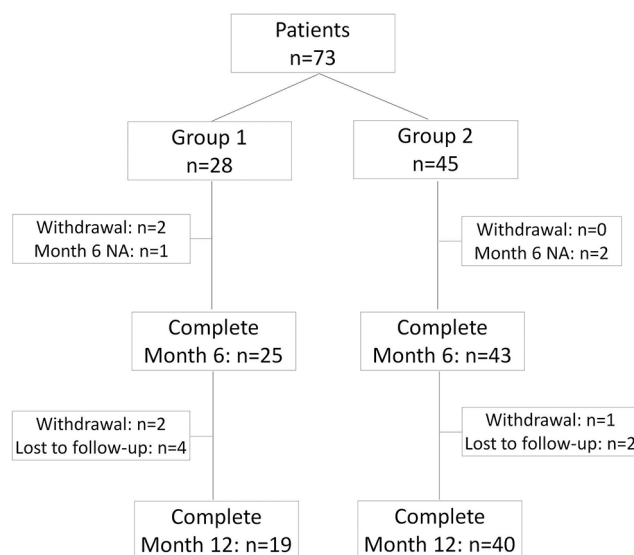 Patients
n=73
Group 1
n=28
Group 2
n=45
Withdrawal: n=2
Month 6 NA: n=1
Withdrawal: n=0
Month 6 NA: n=2
Complete
Month 6: n=25
Complete
Month 6: n=43
Withdrawal: n=2
Lost to follow-up: n=4
Withdrawal: n=1
Lost to follow-up: n=2
Complete
Month 12: n=19
Complete
Month 12: n=40